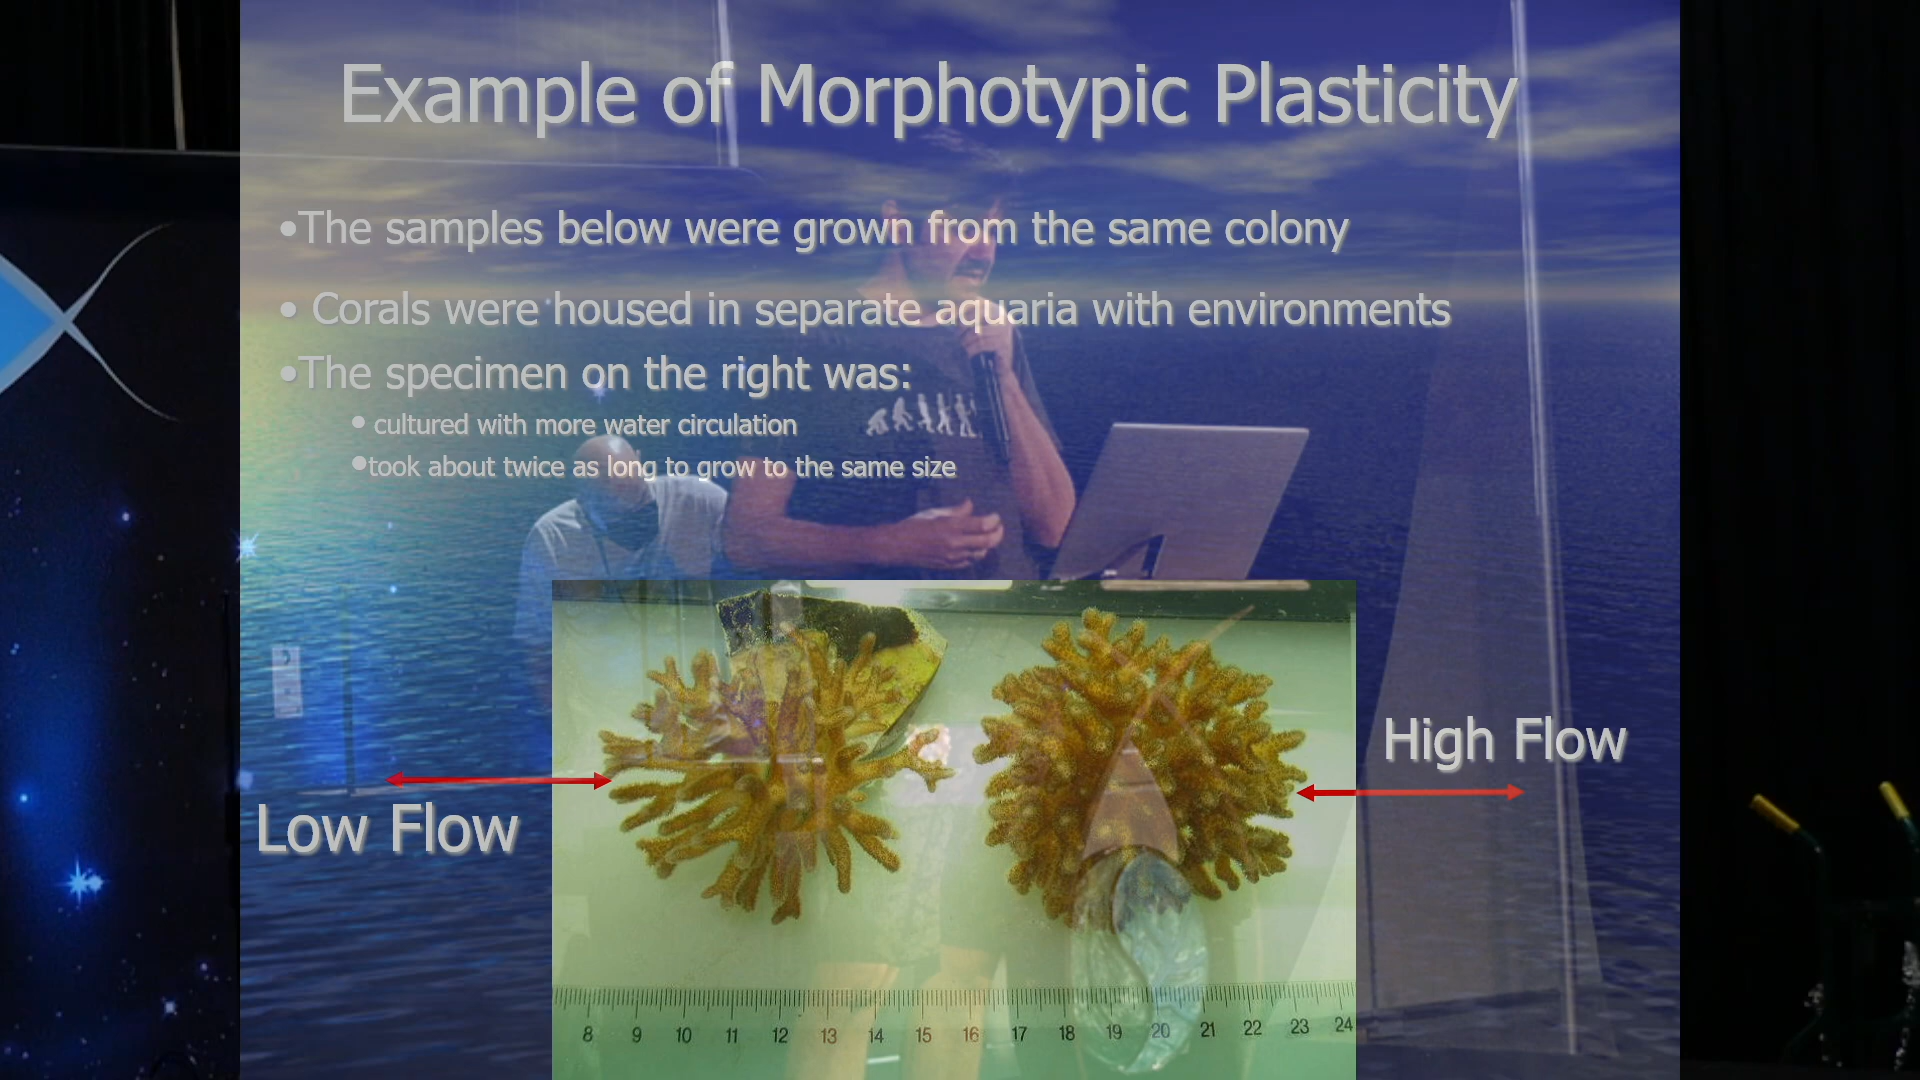 Example of Morphotypic Plasticity
•The samples below were grown from the same colony
• Corals were housed in separate aquaria with environments
•The specimen on the right was:
• cultured with more water circulation
•took about twice as long to grow to the same size
High Flow
Low Flow
8 9 10 11 12 13 14 15 16 17 18 19 20 21 22 23 24